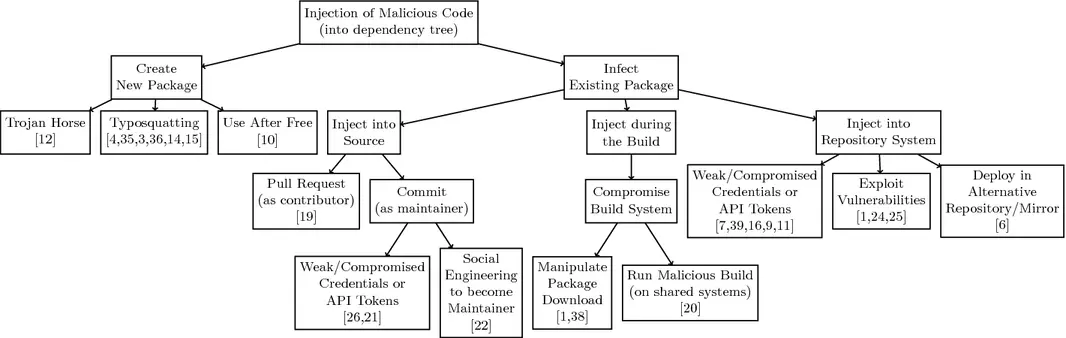 Injection of Malicious Code
(into dependency tree)
Create
New Package
Infect
Existing Package
Trojan Horse
[12]
Typosquatting
[4,35,3,36,14,15]
Use After Free
[10]
Inject into
Source
Inject during
the Build
Inject into
Repository System
Pull Request
(as contributor)
[19]
Commit
(as maintainer)
Compromise
Build System
Weak/Compromised
Credentials or
API Tokens
[7,39,16,9,11]
Exploit
Vulnerabilities
[1,24,25]
Deploy in
Alternative
Repository/Mirror
[6]
Weak/Compromised
Credentials or
API Tokens
[26,21]
Social
Engineering
to become
Maintainer
[22]
Manipulate
Package
Download
[1,38]
Run Malicious Build
(on shared systems)
[20]